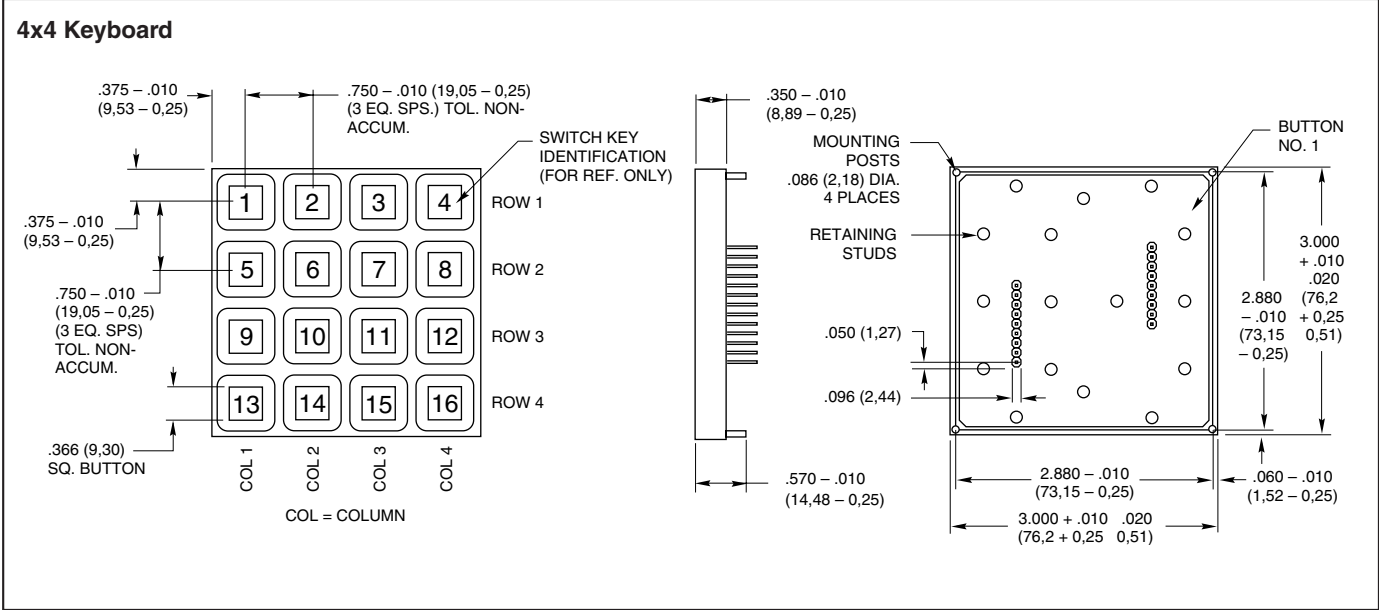 4x4 Keyboard
.375 – .010
(9,53 – 0,25)
.750 – .010 (19,05 – 0,25)
(3 EQ. SPS.) TOL. NON-
ACCUM.
SWITCH KEY
IDENTIFICATION
(FOR REF. ONLY)
.375 – .010
(9,53 – 0,25)
.750 – .010
(19,05 – 0,25)
(3 EQ. SPS)
TOL. NON-
ACCUM.
.366 (9,30)
SQ. BUTTON
1 2 3 4 ROW 1
5 6 7 8 ROW 2
9 10 11 12 ROW 3
13 14 15 16 ROW 4
COL 1 COL 2 COL 3 COL 4
COL = COLUMN
.350 – .010
(8,89 – 0,25)
.570 – .010
(14,48 – 0,25)
MOUNTING
POSTS
.086 (2,18) DIA.
4 PLACES
RETAINING
STUDS
BUTTON
NO. 1
.050 (1,27)
.096 (2,44)
2.880
– .010
(73,15
– 0,25)
3.000
+ .010
.020
(76,2
+ 0,25
0,51)
2.880 – .010
(73,15 – 0,25)
.060 – .010
(1,52 – 0,25)
3.000 + .010 .020
(76,2 + 0,25 0,51)